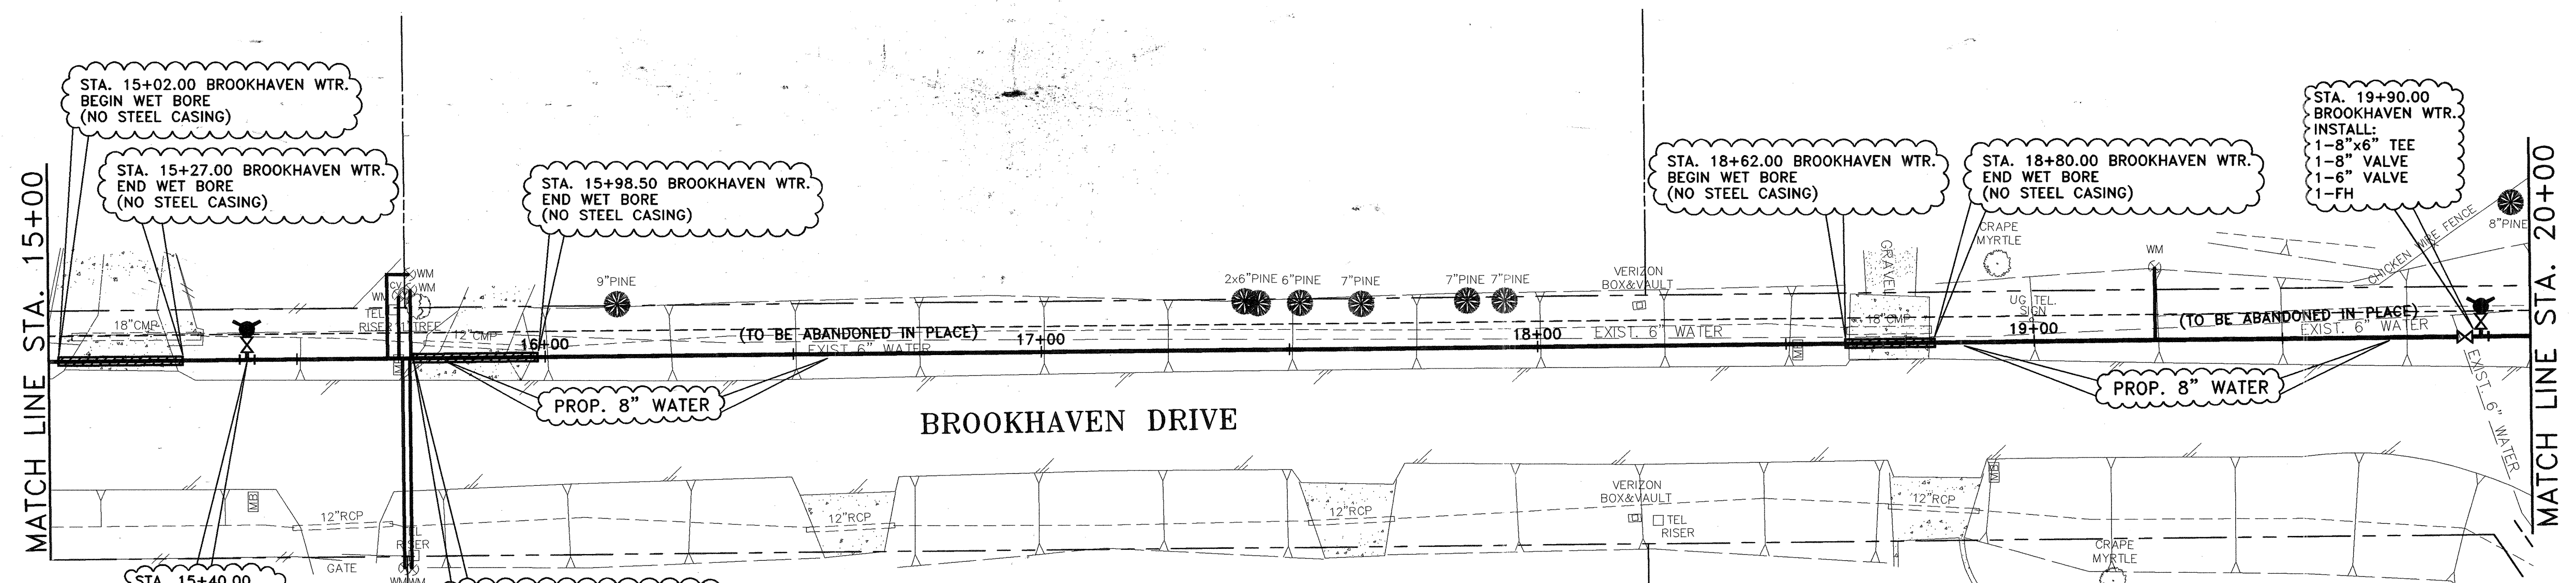 STA. 15+02.00 BROOKHAVEN WTR.
BEGIN WET BORE
(NO STEEL CASING)
STA. 15+27.00 BROOKHAVEN WTR.
END WET BORE
(NO STEEL CASING)
STA. 15+98.50 BROOKHAVEN WTR.
END WET BORE
(NO STEEL CASING)
STA. 18+62.00 BROOKHAVEN WTR.
BEGIN WET BORE
(NO STEEL CASING)
STA. 18+80.00 BROOKHAVEN WTR.
END WET BORE
(NO STEEL CASING)
STA. 19+90.00
BROOKHAVEN WTR.
INSTALL:
1-8"x6" TEE
1-8" VALVE
1-6" VALVE
1-FH
MATCH LINE STA. 15+00
MATCH LINE STA. 20+00
CRAPE
MYRTLE
CHICKEN WIRE FENCE
8"PINE
WM
GRAVEL
WM
WM
WM
CV
TEL
RISER
TREE
9"PINE
2x6"PINE
6"PINE
7"PINE
7"PINE
7"PINE
VERIZON
BOX&VAULT
UG TEL.
SIGN
18"CMP
12"CMP
18"CMP
16+00
(TO BE ABANDONED IN PLACE)
EXIST. 6" WATER
17+00
18+00
EXIST. 6" WATER
19+00
(TO BE ABANDONED IN PLACE)
EXIST. 6" WATER
MB
MB
PROP. 8" WATER
PROP. 8" WATER
EXIST. 6" WATER
BROOKHAVEN DRIVE
MB
MB
12"RCP
12"RCP
12"RCP
12"RCP
VERIZON
BOX&VAULT
TEL
RISER
RISER
GATE
CRAPE
MYRTLE
WM
WM
STA. 15+40.00